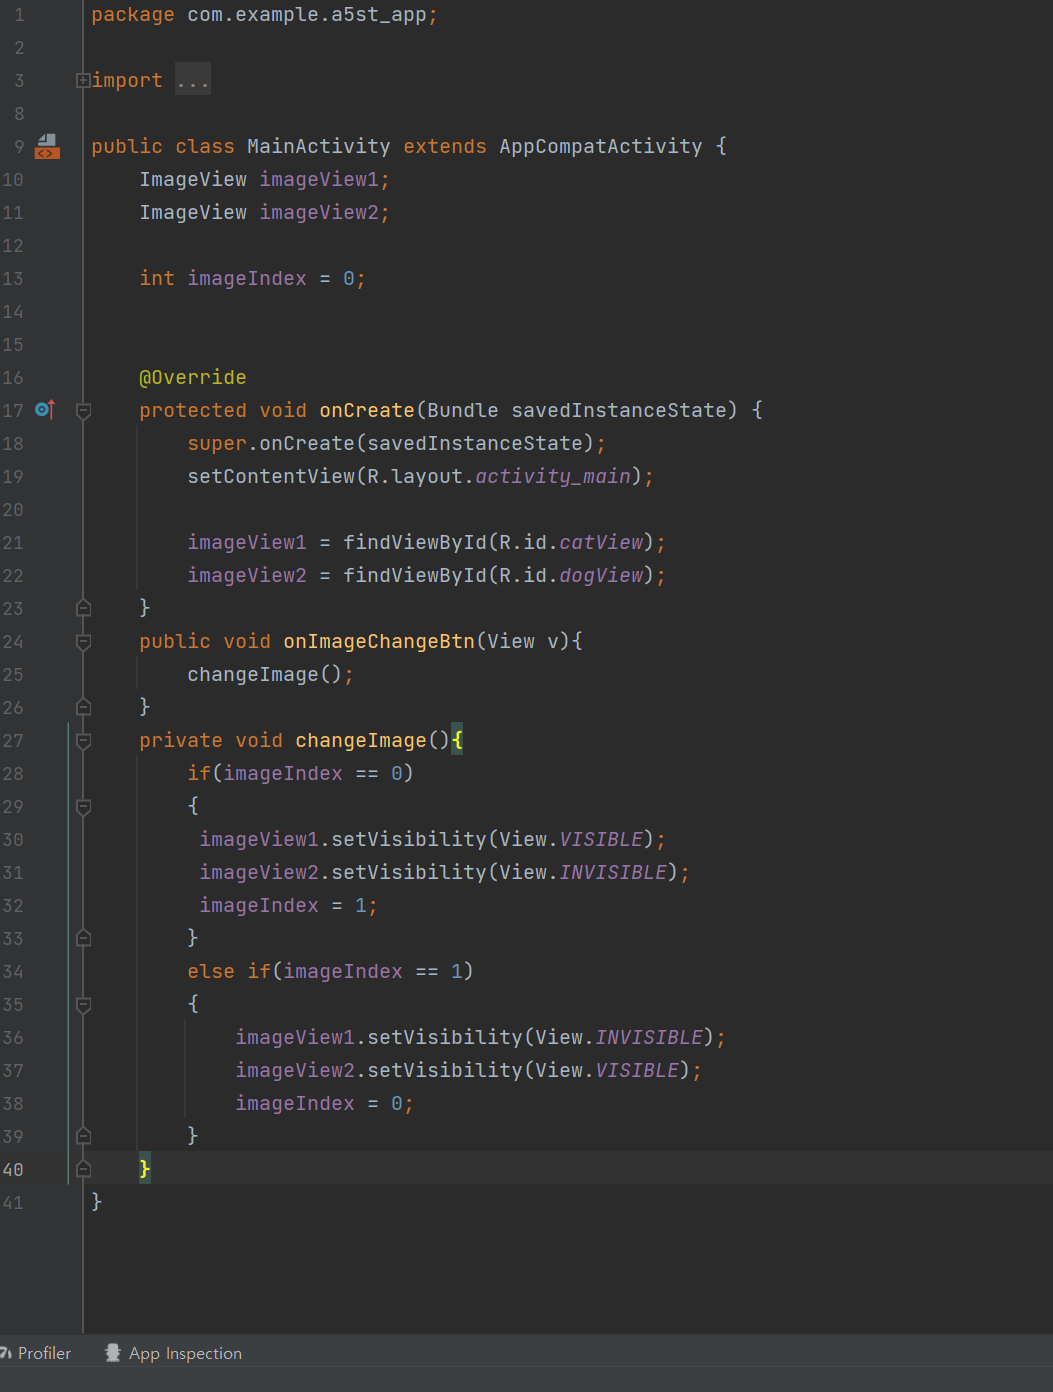 1 package com.example.a5st_app;
2
3 import ...
8
9 public class MainActivity extends AppCompatActivity {
10     ImageView imageView1;
11     ImageView imageView2;
12
13     int imageIndex = 0;
14
15
16     @Override
17     protected void onCreate(Bundle savedInstanceState) {
18         super.onCreate(savedInstanceState);
19         setContentView(R.layout.activity_main);
20
21         imageView1 = findViewById(R.id.catView);
22         imageView2 = findViewById(R.id.dogView);
23     }
24     public void onImageChangeBtn(View v){
25         changeImage();
26     }
27     private void changeImage(){
28         if(imageIndex == 0)
29         {
30          imageView1.setVisibility(View.VISIBLE);
31          imageView2.setVisibility(View.INVISIBLE);
32          imageIndex = 1;
33         }
34         else if(imageIndex == 1)
35         {
36             imageView1.setVisibility(View.INVISIBLE);
37             imageView2.setVisibility(View.VISIBLE);
38             imageIndex = 0;
39         }
40     }
41 }
Profiler App Inspection